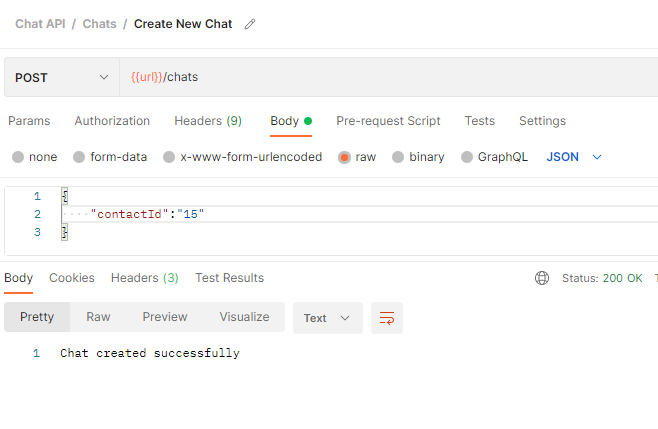 Chat API / Chats / Create New Chat
POST {{url}}/chats
Params Authorization Headers (9) Body Pre-request Script Tests Settings
none form-data x-www-form-urlencoded raw binary GraphQL JSON
1 {
2 "contactId":"15"
3 }
Body Cookies Headers (3) Test Results Status: 200 OK
Pretty Raw Preview Visualize Text
1 Chat created successfully